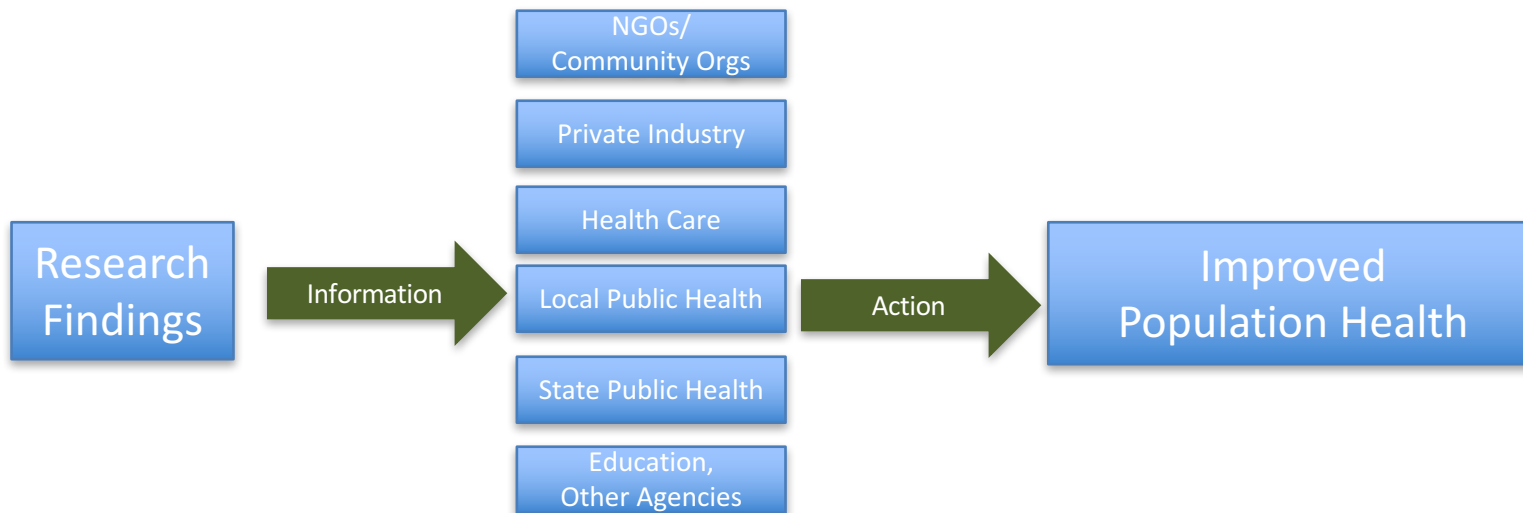 Research
Findings
Information
NGOs/
Community Orgs
Private Industry
Health Care
Local Public Health
State Public Health
Education,
Other Agencies
Action
Improved
Population Health